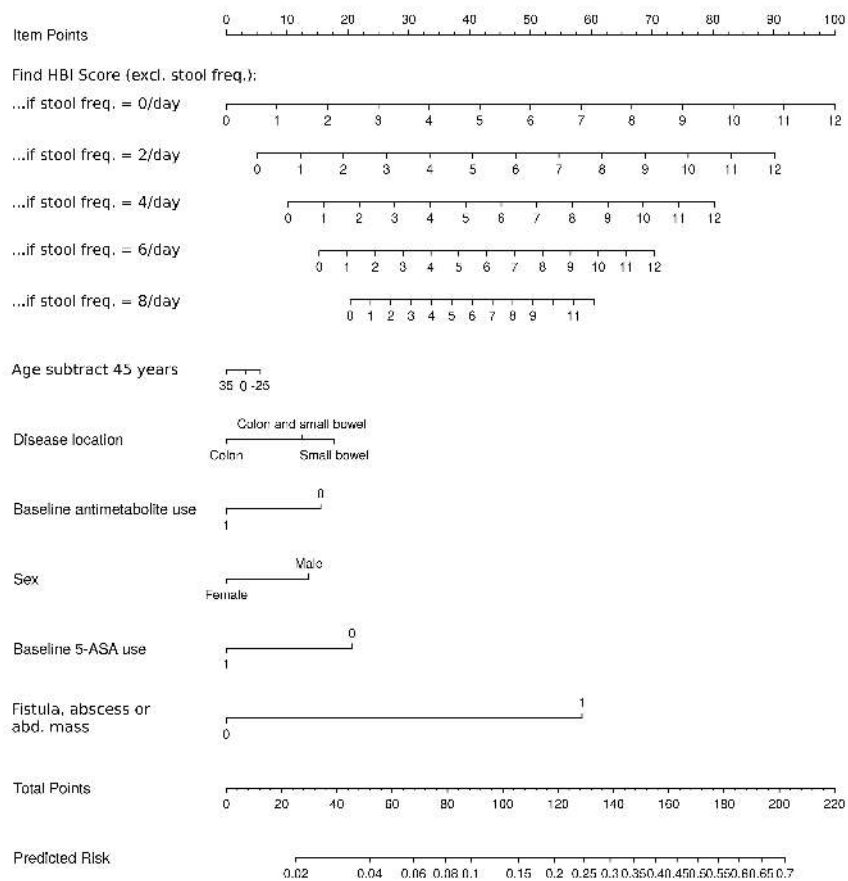 0 10 20 30 40 50 60 70 80 90 100
Item Points
Find HBI Score (excl. stool freq.):
...if stool freq. = 0/day
0 1 2 3 4 5 6 7 8 9 10 11 12
...if stool freq. = 2/day
0 1 2 3 4 5 6 7 8 9 10 11 12
...if stool freq. = 4/day
0 1 2 3 4 5 6 7 8 9 10 11 12
...if stool freq. = 6/day
0 1 2 3 4 5 6 7 8 9 10 11 12
...if stool freq. = 8/day
0 1 2 3 4 5 6 7 8 9 11
Age subtract 45 years
35 0 -25
Colon and small bowel
Disease location
Colon Small bowel
0
Baseline antimetabolite use
1
Male
Sex
Female
0
Baseline 5-ASA use
1
1
Fistula, abscess or
abd. mass
0
Total Points
0 20 40 60 80 100 120 140 160 180 200 220
Predicted Risk
0.02 0.04 0.06 0.08 0.1 0.15 0.2 0.25 0.3 0.35 0.40 0.45 0.50 0.55 0.60 0.65 0.7